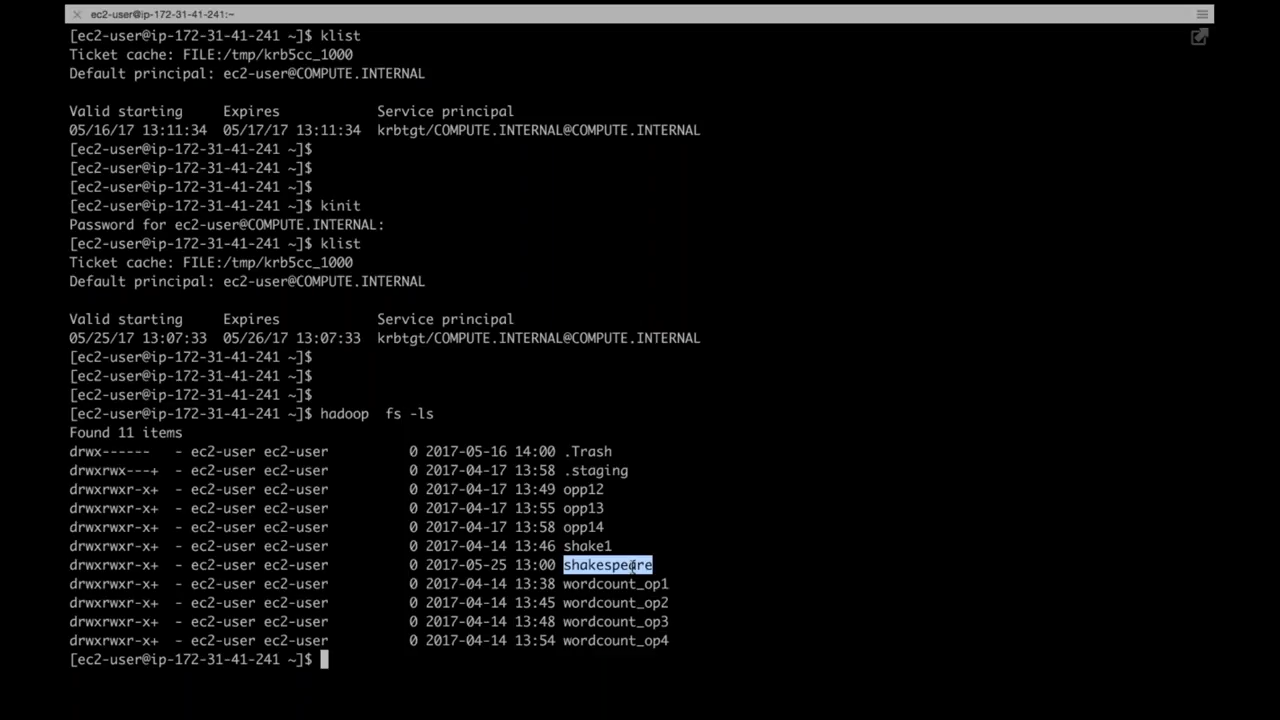 ec2-user@ip-172-31-41-241:~
[ec2-user@ip-172-31-41-241 ~]$ klist
Ticket cache: FILE:/tmp/krb5cc_1000
Default principal: ec2-user@COMPUTE.INTERNAL
Valid starting     Expires            Service principal
05/16/17 13:11:34  05/17/17 13:11:34  krbtgt/COMPUTE.INTERNAL@COMPUTE.INTERNAL
[ec2-user@ip-172-31-41-241 ~]$
[ec2-user@ip-172-31-41-241 ~]$
[ec2-user@ip-172-31-41-241 ~]$
[ec2-user@ip-172-31-41-241 ~]$ kinit
Password for ec2-user@COMPUTE.INTERNAL:
[ec2-user@ip-172-31-41-241 ~]$ klist
Ticket cache: FILE:/tmp/krb5cc_1000
Default principal: ec2-user@COMPUTE.INTERNAL
Valid starting     Expires            Service principal
05/25/17 13:07:33  05/26/17 13:07:33  krbtgt/COMPUTE.INTERNAL@COMPUTE.INTERNAL
[ec2-user@ip-172-31-41-241 ~]$
[ec2-user@ip-172-31-41-241 ~]$
[ec2-user@ip-172-31-41-241 ~]$
[ec2-user@ip-172-31-41-241 ~]$ hadoop  fs -ls
Found 11 items
drwx------   - ec2-user ec2-user          0 2017-05-16 14:00 .Trash
drwxrwx---+  - ec2-user ec2-user          0 2017-04-17 13:58 .staging
drwxrwxr-x+  - ec2-user ec2-user          0 2017-04-17 13:49 opp12
drwxrwxr-x+  - ec2-user ec2-user          0 2017-04-17 13:55 opp13
drwxrwxr-x+  - ec2-user ec2-user          0 2017-04-17 13:58 opp14
drwxrwxr-x+  - ec2-user ec2-user          0 2017-04-14 13:46 shake1
drwxrwxr-x+  - ec2-user ec2-user          0 2017-05-25 13:00 shakespeare
drwxrwxr-x+  - ec2-user ec2-user          0 2017-04-14 13:38 wordcount_op1
drwxrwxr-x+  - ec2-user ec2-user          0 2017-04-14 13:45 wordcount_op2
drwxrwxr-x+  - ec2-user ec2-user          0 2017-04-14 13:48 wordcount_op3
drwxrwxr-x+  - ec2-user ec2-user          0 2017-04-14 13:54 wordcount_op4
[ec2-user@ip-172-31-41-241 ~]$